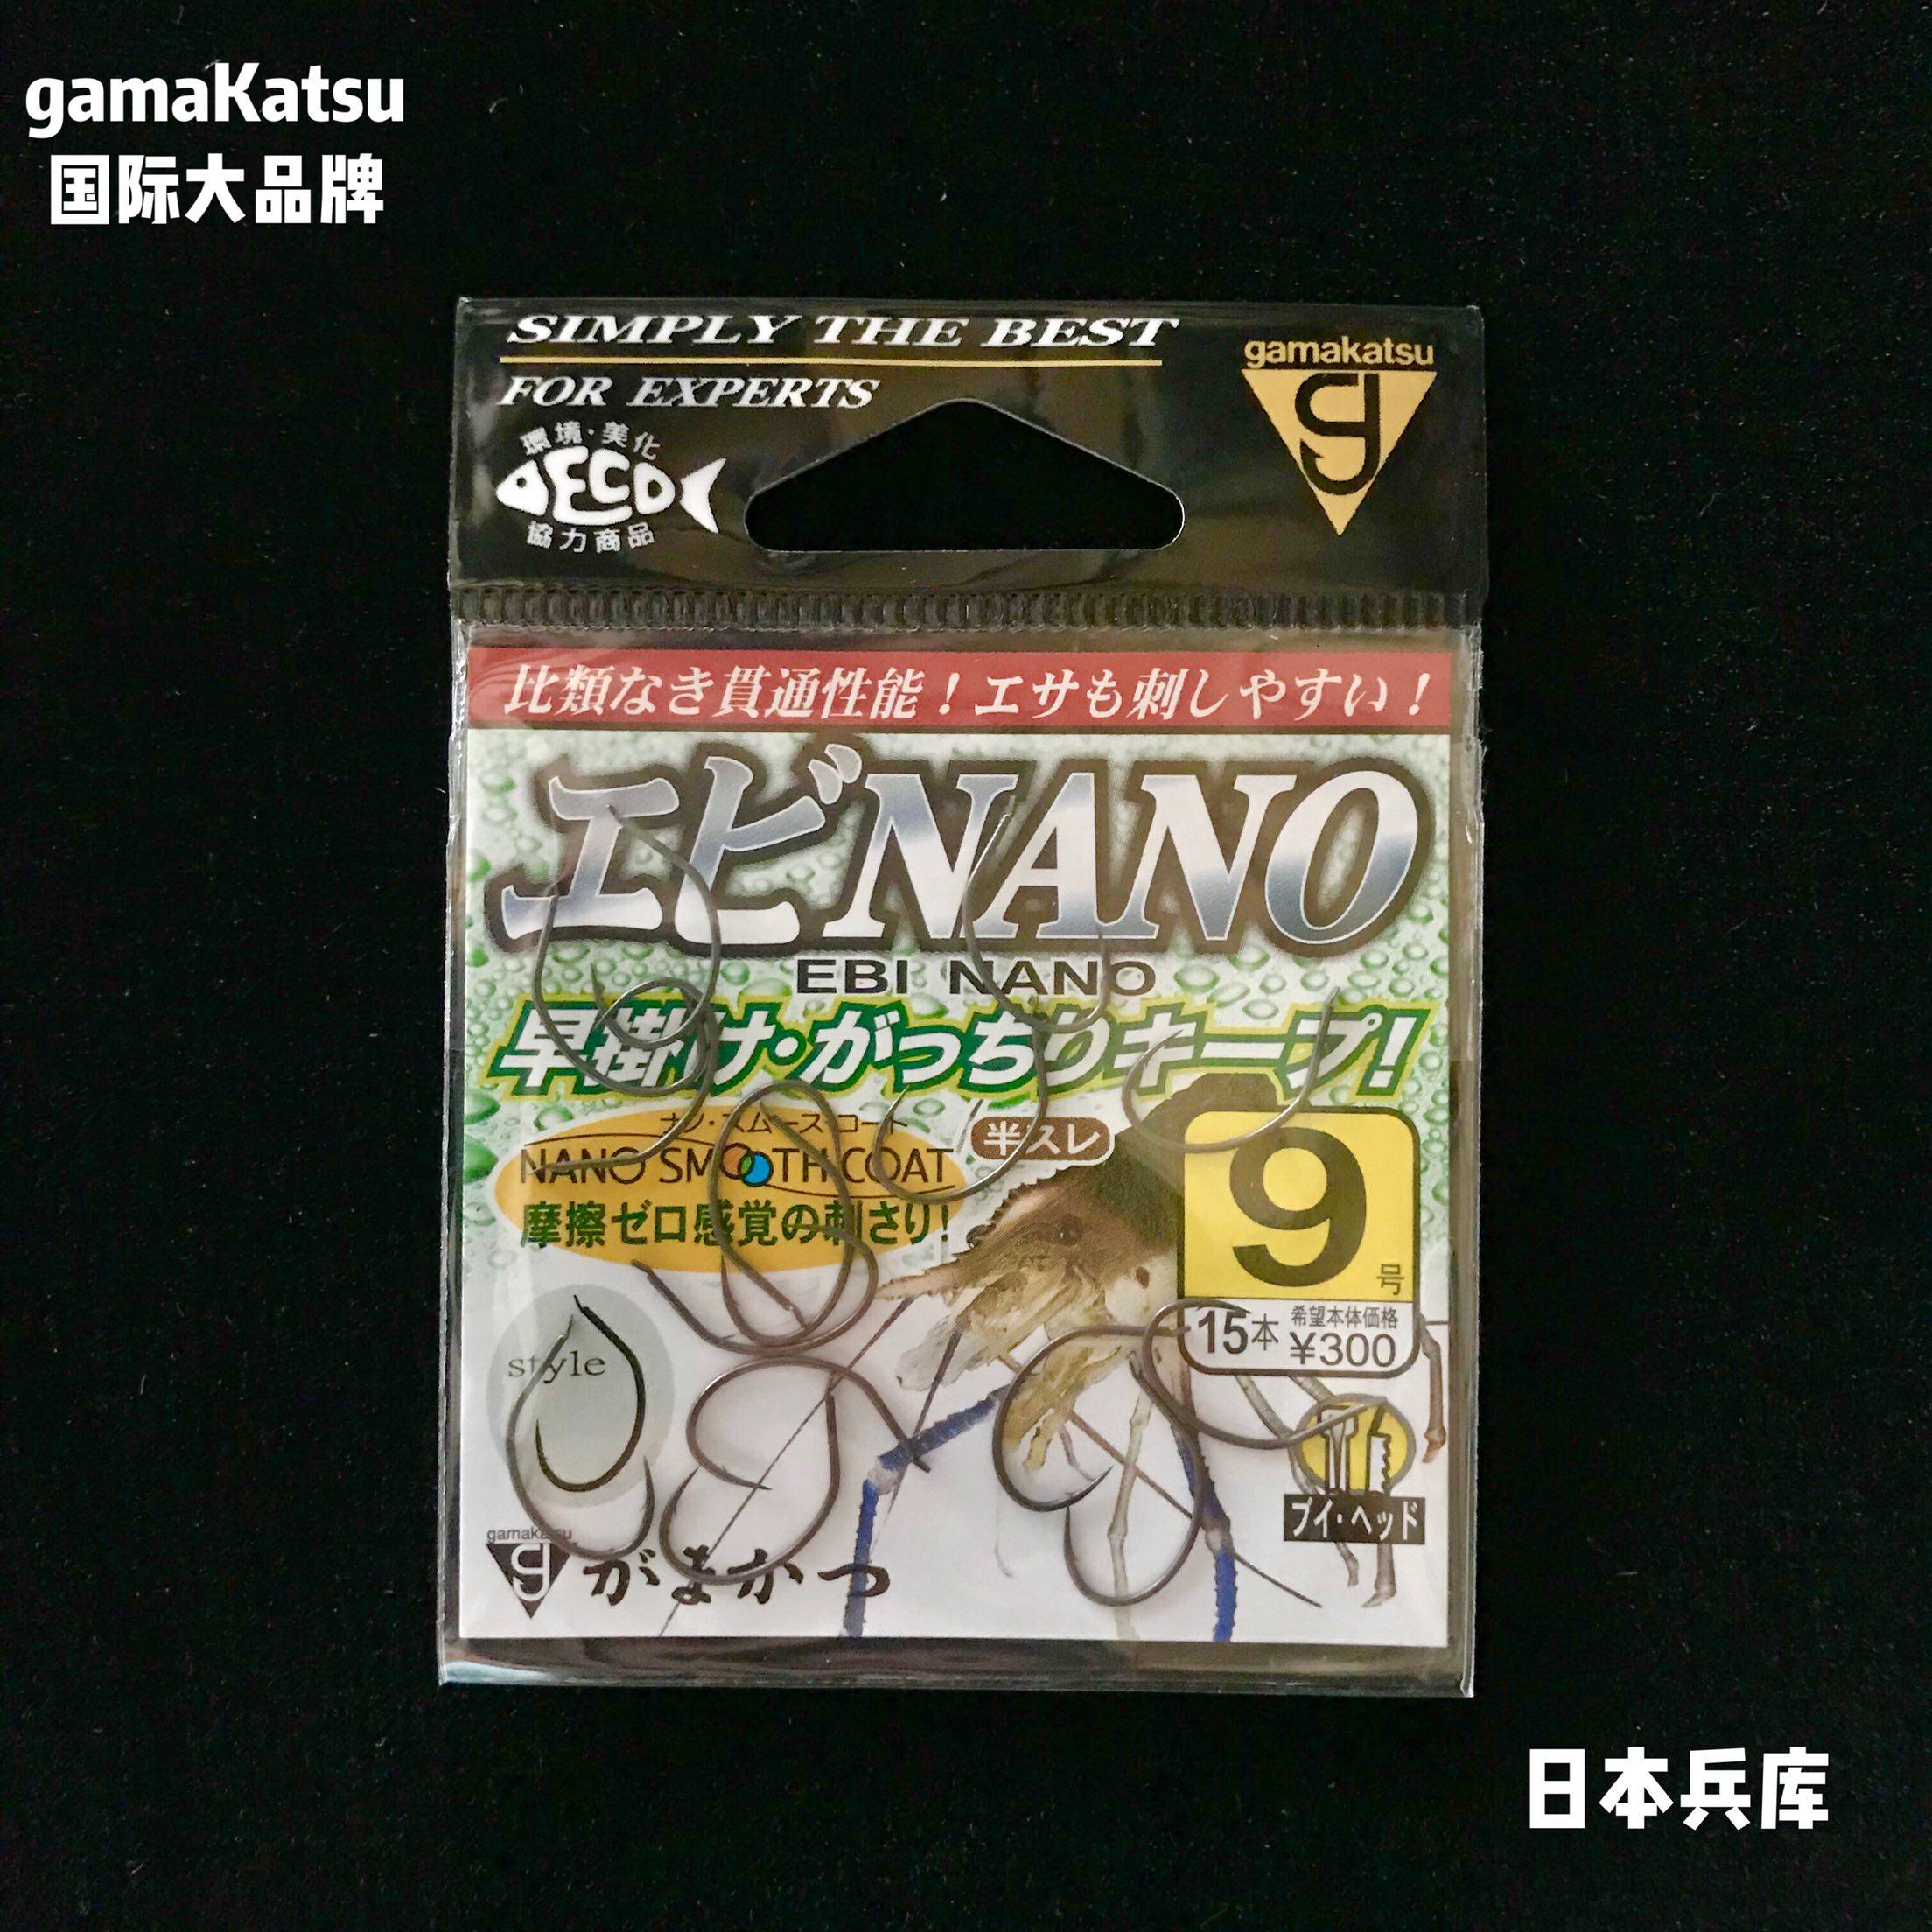 gamaKatsu
国际大品牌
SIMPLY THE BEST
FOR EXPERTS
gamakatsu
g
環境・美化
ECO
協力商品
比類なき貫通性能！エサも刺しやすい！
エビNANO
EBI NANO
早掛け・がっちりキープ！
ナノ・スムース・コート
NANO SMOOTH COAT
摩擦ゼロ感覚の刺さり！
半スレ
9号
15本 希望本体価格
¥300
style
ブイ・ヘッド
gamakatsu
g
がまかつ
日本兵库